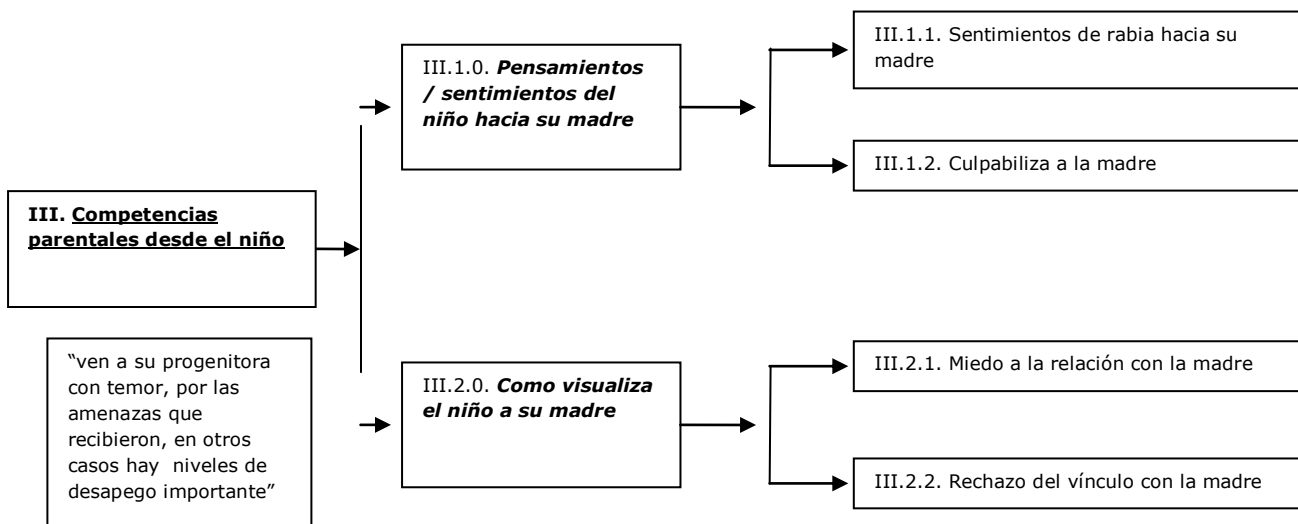 III. Competencias
parentales desde el niño
"ven a su progenitora
con temor, por las
amenazas que
recibieron, en otros
casos hay niveles de
desapego importante"
III.1.0. Pensamientos
/ sentimientos del
niño hacia su madre
III.1.1. Sentimientos de rabia hacia su
madre
III.1.2. Culpabiliza a la madre
III.2.0. Como visualiza
el niño a su madre
III.2.1. Miedo a la relación con la madre
III.2.2. Rechazo del vínculo con la madre